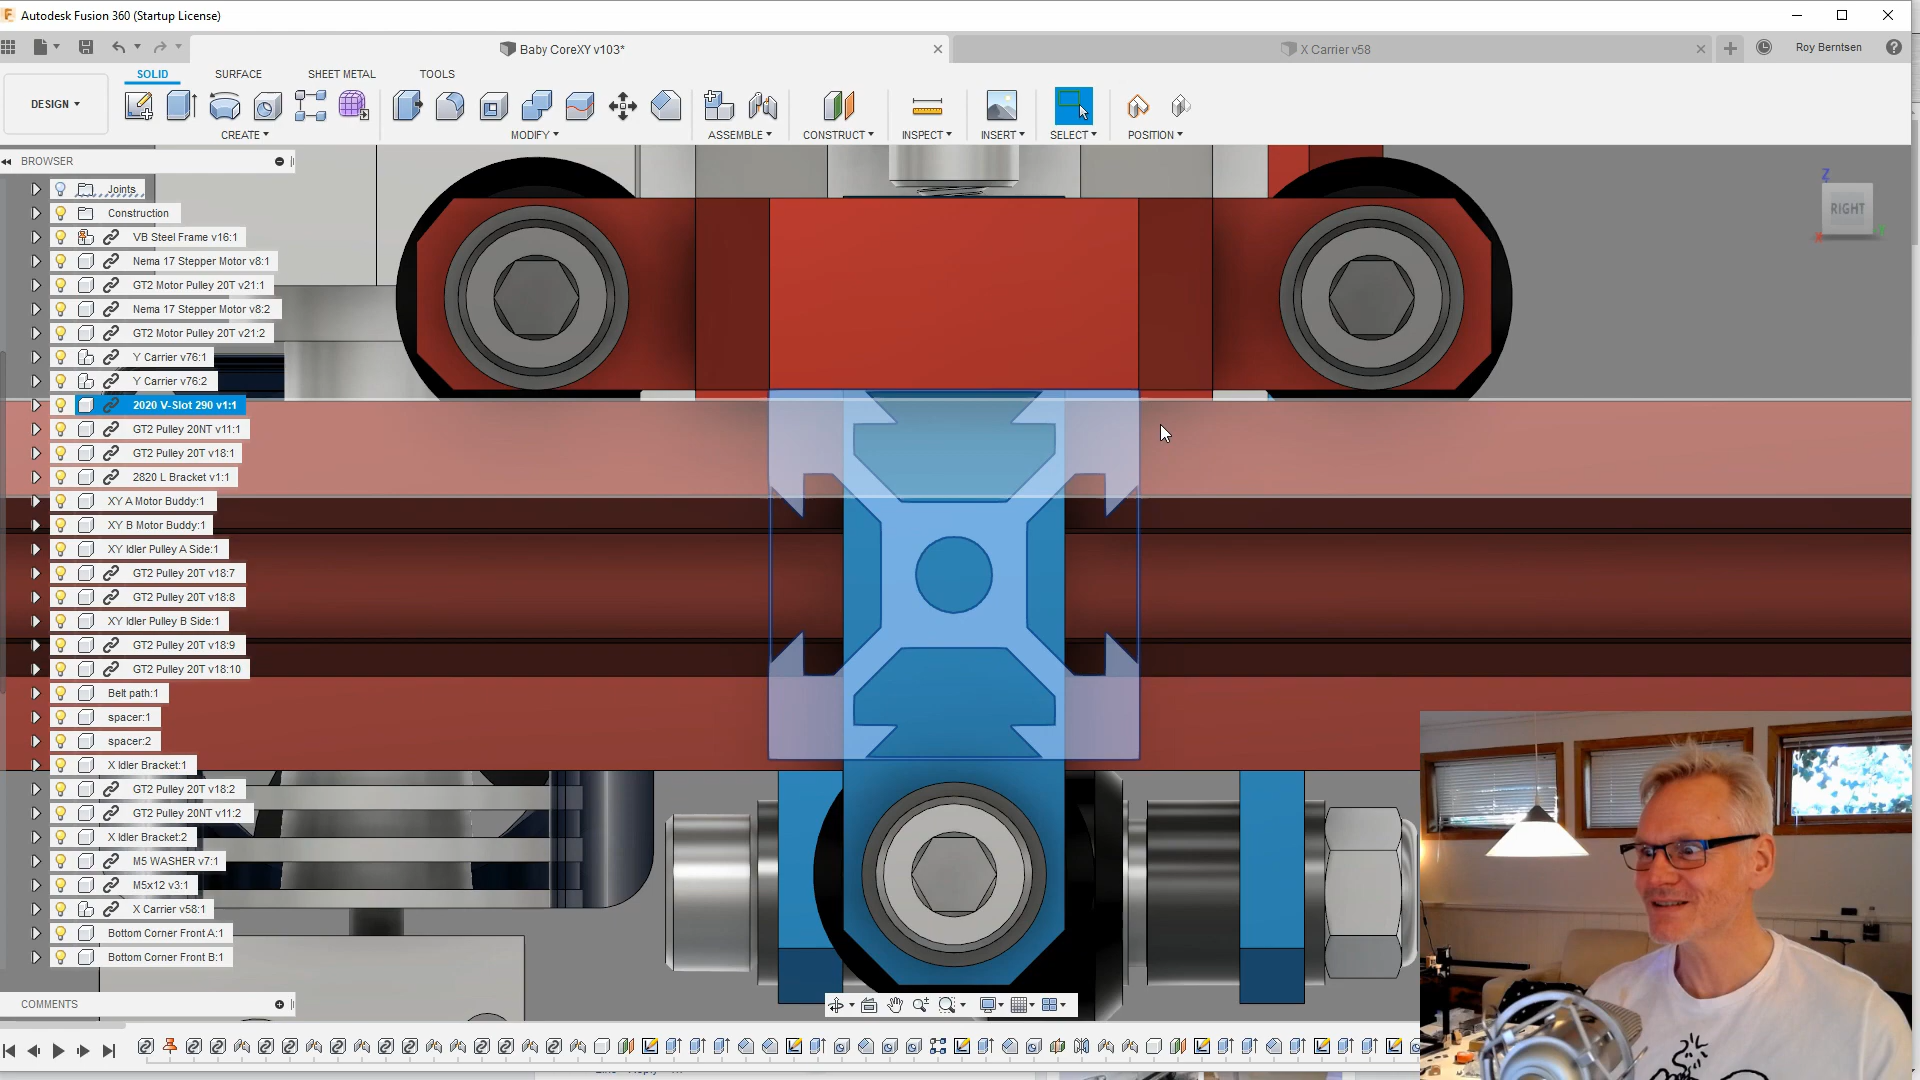 Autodesk Fusion 360 (Startup License)
Baby CoreXY v103*
X Carrier v58
Roy Berntsen
SOLID
SURFACE
SHEET METAL
TOOLS
DESIGN
CREATE
MODIFY
ASSEMBLE
CONSTRUCT
INSPECT
INSERT
SELECT
POSITION
BROWSER
Joints
Construction
VB Steel Frame v16:1
Nema 17 Stepper Motor v8:1
GT2 Motor Pulley 20T v21:1
Nema 17 Stepper Motor v8:2
GT2 Motor Pulley 20T v21:2
Y Carrier v76:1
Y Carrier v76:2
2020 V-Slot 290 v1:1
GT2 Pulley 20NT v11:1
GT2 Pulley 20T v18:1
2820 L Bracket v1:1
XY A Motor Buddy:1
XY B Motor Buddy:1
XY Idler Pulley A Side:1
GT2 Pulley 20T v18:7
GT2 Pulley 20T v18:8
XY Idler Pulley B Side:1
GT2 Pulley 20T v18:9
GT2 Pulley 20T v18:10
Belt path:1
spacer:1
spacer:2
X Idler Bracket:1
GT2 Pulley 20T v18:2
GT2 Pulley 20NT v11:2
X Idler Bracket:2
M5 WASHER v7:1
M5x12 v3:1
X Carrier v58:1
Bottom Corner Front A:1
Bottom Corner Front B:1
COMMENTS
Z
RIGHT